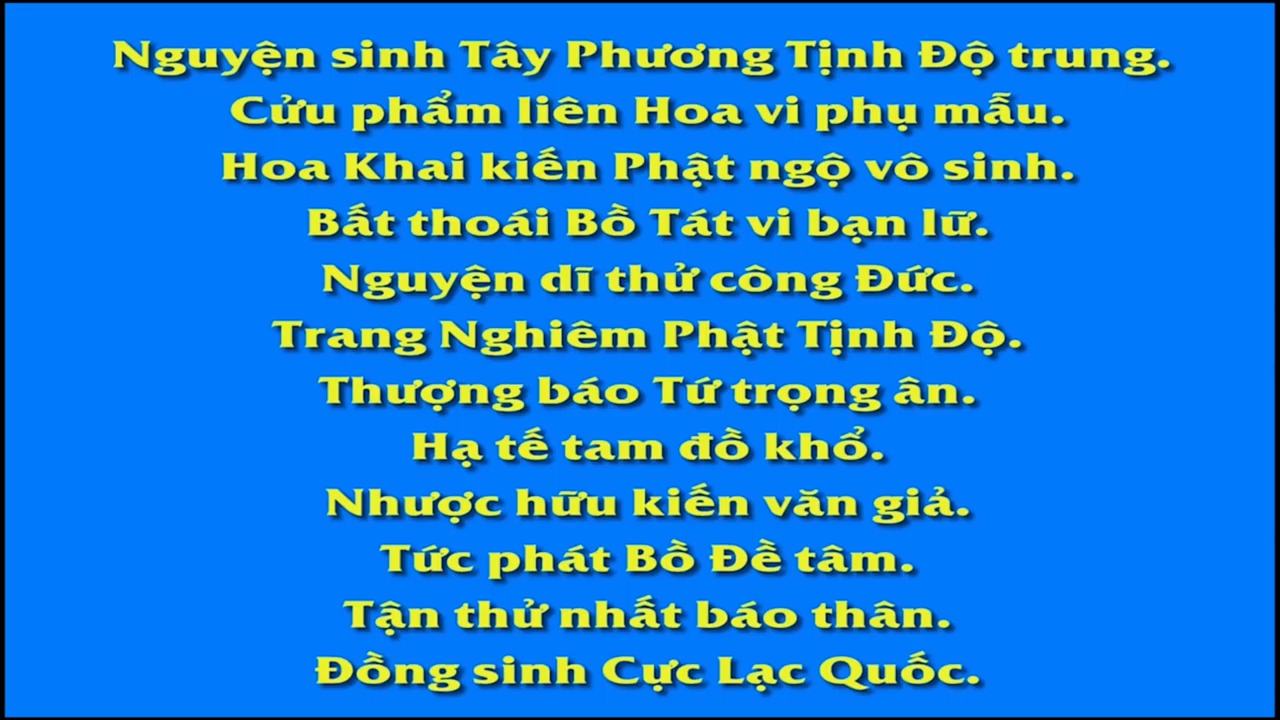 Nguyện sinh Tây Phương Tịnh Độ trung.
Cửu phẩm liên Hoa vi phụ mẫu.
Hoa Khai kiến Phật ngộ vô sinh.
Bất thoái Bồ Tát vi bạn lữ.
Nguyện dĩ thử công Đức.
Trang Nghiêm Phật Tịnh Độ.
Thượng báo Tứ trọng ân.
Hạ tế tam đồ khổ.
Nhược hữu kiến văn giả.
Tức phát Bồ Đề tâm.
Tận thử nhất báo thân.
Đồng sinh Cực Lạc Quốc.